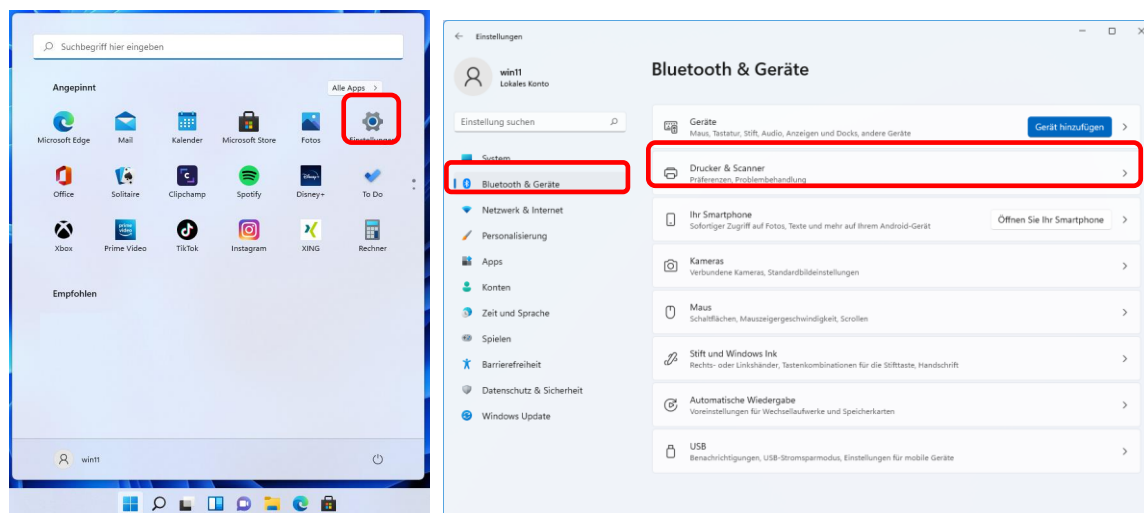 Suchbegriff hier eingeben
Angepinnt
Alle Apps >
Microsoft Edge
Mail
Kalender
Microsoft Store
Fotos
Einstellungen
Office
Solitaire
Clipchamp
Spotify
Disney+
To Do
Xbox
Prime Video
TikTok
Instagram
XING
Rechner
Empfohlen
win11
Einstellungen
win11
Lokales Konto
Einstellung suchen
System
Bluetooth & Geräte
Netzwerk & Internet
Personalisierung
Apps
Konten
Zeit und Sprache
Spielen
Barrierefreiheit
Datenschutz & Sicherheit
Windows Update
Bluetooth & Geräte
Geräte
Maus, Tastatur, Stift, Audio, Anzeigen und Docks, andere Geräte
Gerät hinzufügen
Drucker & Scanner
Präferenzen, Problembehandlung
Ihr Smartphone
Sofortiger Zugriff auf Fotos, Texte und mehr auf Ihrem Android-Gerät
Öffnen Sie Ihr Smartphone
Kameras
Verbundene Kameras, Standardbildeinstellungen
Maus
Schaltflächen, Mauszeigergeschwindigkeit, Scrollen
Stift und Windows Ink
Rechts- oder Linkshänder, Tastenkombinationen für die Stifttaste, Handschrift
Automatische Wiedergabe
Voreinstellungen für Wechsellaufwerke und Speicherkarten
USB
Benachrichtigungen, USB-Stromsparmodus, Einstellungen für mobile Geräte